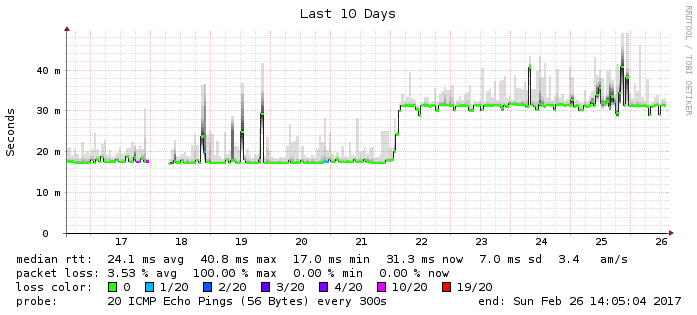 Last 10 Days
RRDTOOL / TOBI OETIKER
Seconds
40 m
30 m
20 m
10 m
0
17 18 19 20 21 22 23 24 25 26
median rtt: 24.1 ms avg 40.8 ms max 17.0 ms min 31.3 ms now 7.0 ms sd 3.4 am/s
packet loss: 3.53 % avg 100.00 % max 0.00 % min 0.00 % now
loss color: 0 1/20 2/20 3/20 4/20 10/20 19/20
probe: 20 ICMP Echo Pings (56 Bytes) every 300s end: Sun Feb 26 14:05:04 2017